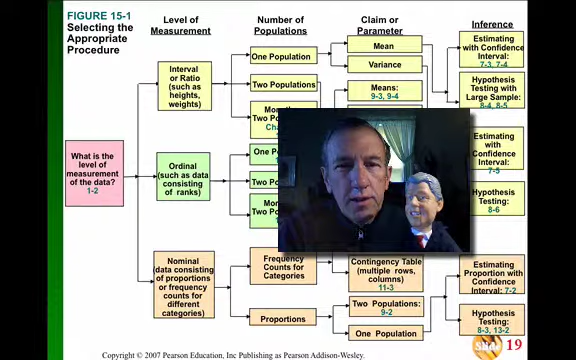 FIGURE 15-1
Selecting the
Appropriate
Procedure
Level of
Measurement
Number of
Populations
Claim or
Parameter
Inference
What is the
level of
measurement
of the data?
1-2
Interval
or Ratio
(such as
heights,
weights)
Ordinal
(such as data
consisting
of ranks)
Nominal
(data consisting
of proportions
or frequency
counts for
different
categories)
One Population
Two Populations
Two
One
Two
Two
Frequency
Counts for
Categories
Proportions
Mean
Variance
Means:
9-3, 9-4
Contingency Table
(multiple rows,
columns)
11-3
Two Populations:
9-2
One Population
Estimating
with Confidence
Interval:
7-3, 7-4
Hypothesis
Testing with
Large Sample:
8-4, 8-5
Estimating
with
Confidence
Interval:
7-5
Hypothesis
Testing:
8-6
Estimating
Proportion with
Confidence
Interval: 7-2
Hypothesis
Testing:
8-3, 13-2
Slide 19
Copyright © 2007 Pearson Education, Inc Publishing as Pearson Addison-Wesley.